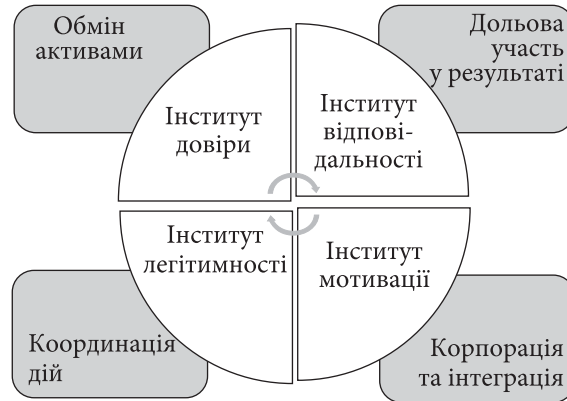 Обмін
активами
Дольова
участь
у результаті
Інститут
довіри
Інститут
відпові-
дальності
Інститут
легітимності
Інститут
мотивації
Координація
дій
Корпорація
та інтеграція